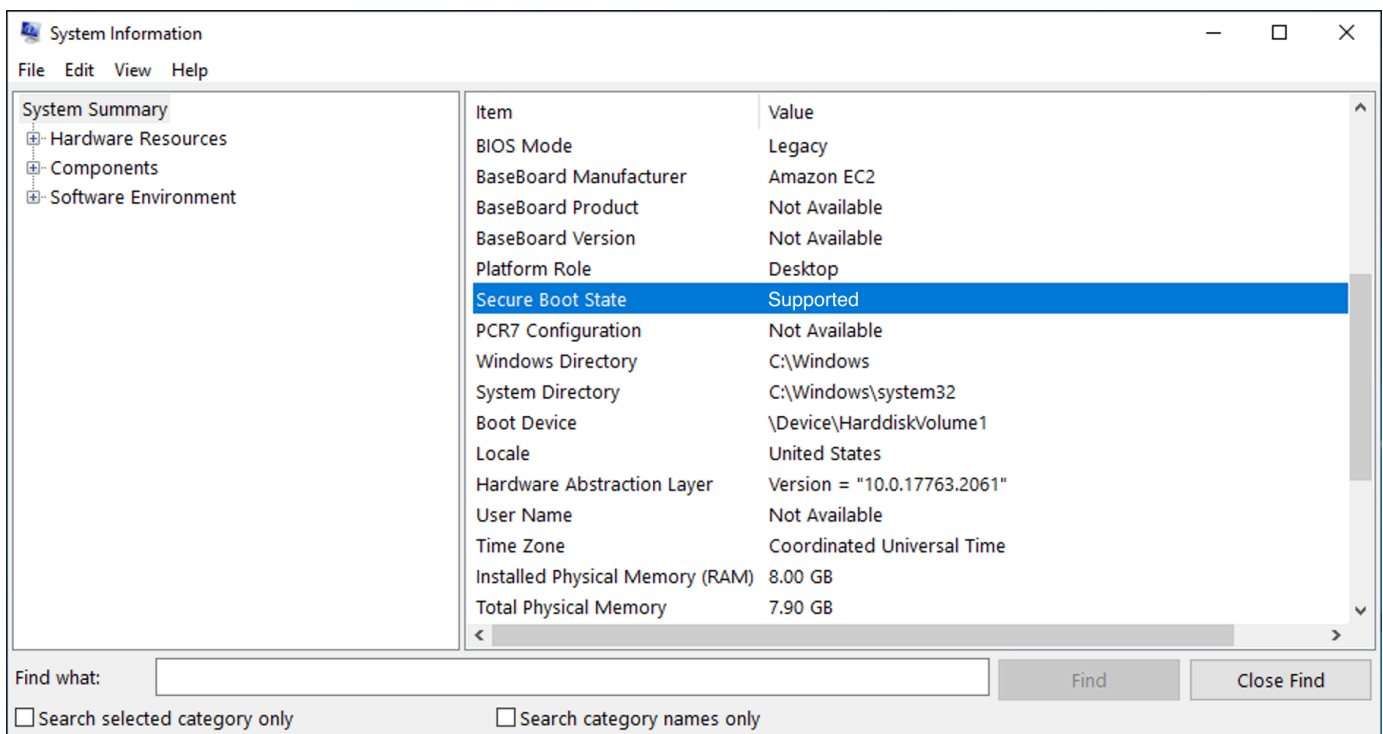 System Information
File Edit View Help
System Summary
Hardware Resources
Components
Software Environment
Item Value
BIOS Mode Legacy
BaseBoard Manufacturer Amazon EC2
BaseBoard Product Not Available
BaseBoard Version Not Available
Platform Role Desktop
Secure Boot State Supported
PCR7 Configuration Not Available
Windows Directory C:\Windows
System Directory C:\Windows\system32
Boot Device \Device\HarddiskVolume1
Locale United States
Hardware Abstraction Layer Version = "10.0.17763.2061"
User Name Not Available
Time Zone Coordinated Universal Time
Installed Physical Memory (RAM) 8.00 GB
Total Physical Memory 7.90 GB
Find what: Find Close Find
Search selected category only Search category names only